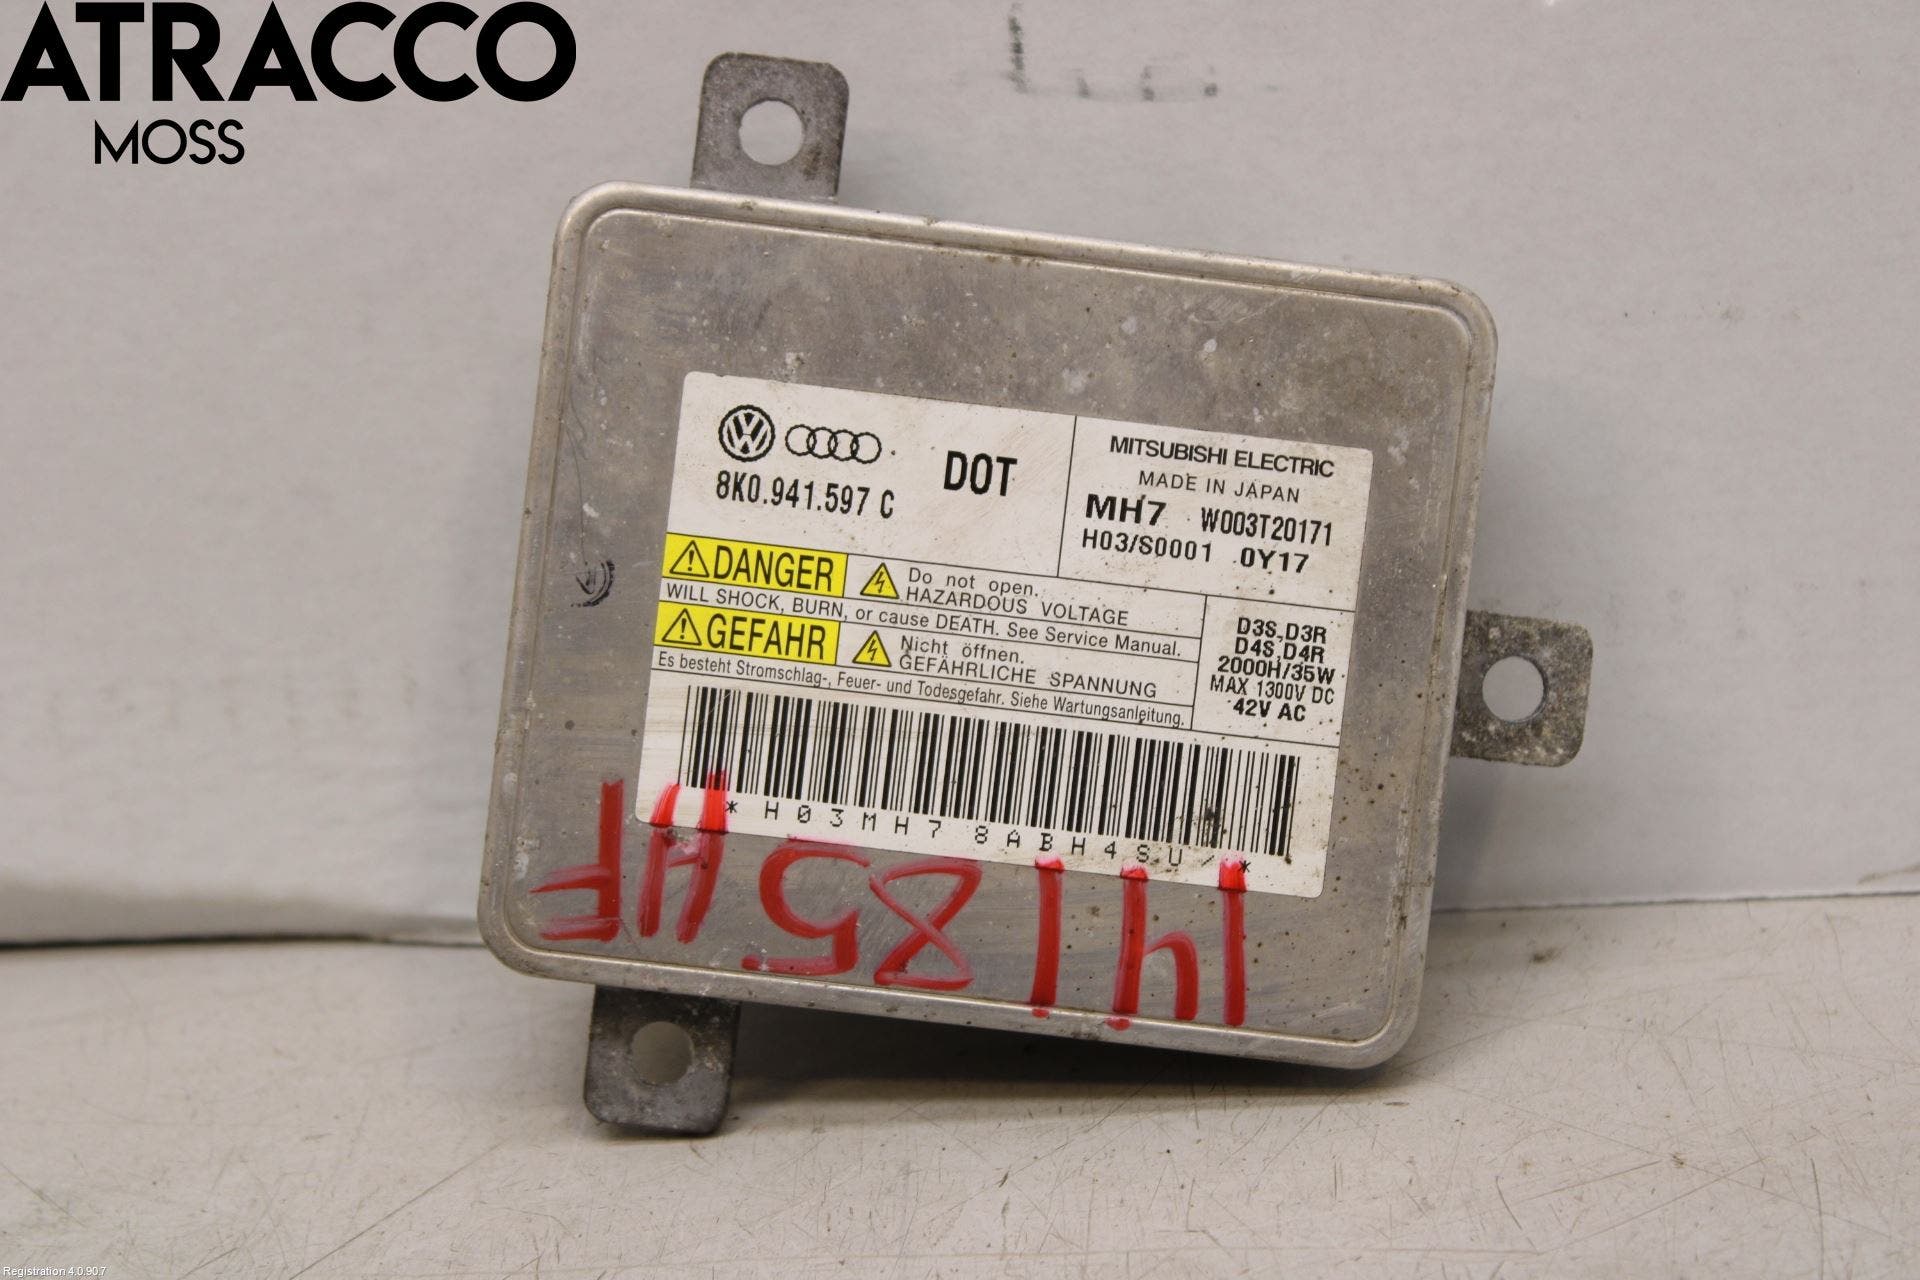 ATRACCO
MOSS
8K0.941.597 C
DOT
MITSUBISHI ELECTRIC
MADE IN JAPAN
MH7 W003T20171
H03/S0001 0Y17
DANGER
Do not open.
HAZARDOUS VOLTAGE
WILL SHOCK, BURN, or cause DEATH. See Service Manual.
GEFAHR
Nicht öffnen.
GEFÄHRLICHE SPANNUNG
Es besteht Stromschlag-, Feuer- und Todesgefahr. Siehe Wartungsanleitung.
D3S,D3R
D4S,D4R
2000H/35W
MAX 1300V DC
42V AC
*H03MH78ABH4SU/*
14185HF
Registration 4.0.90.7